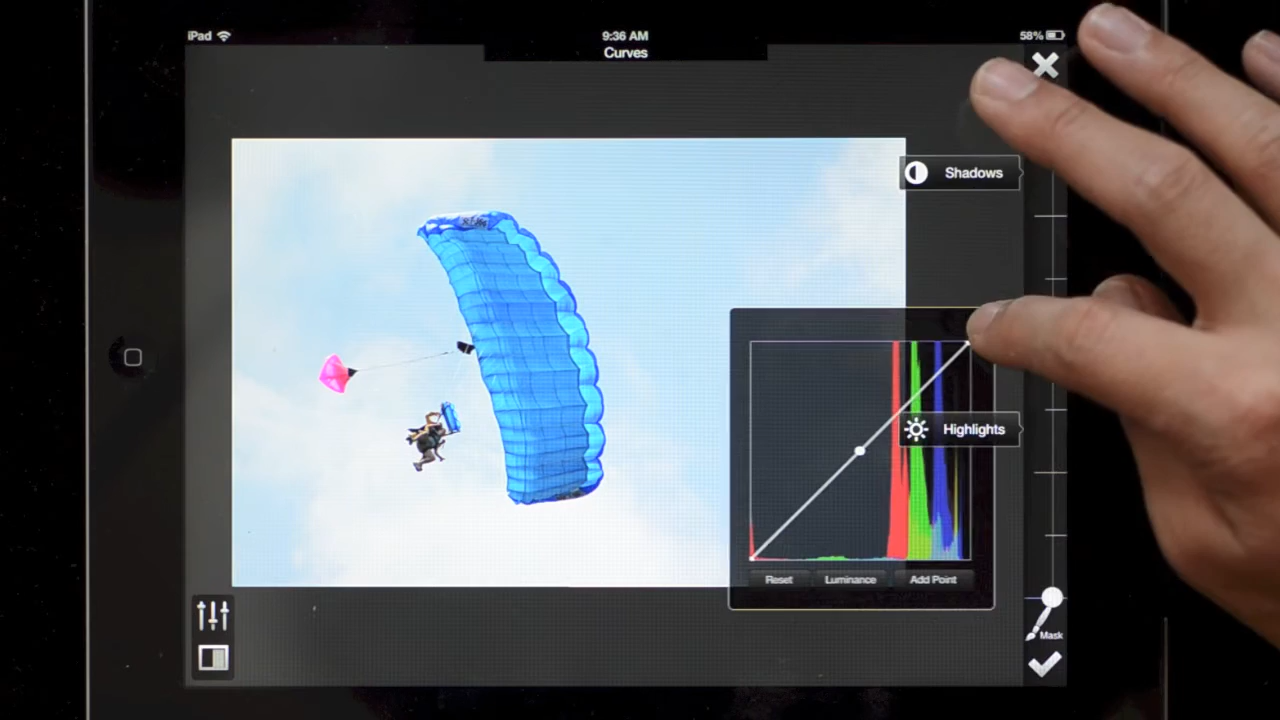 iPad
9:36 AM
58%
Curves
Shadows
Highlights
Reset
Luminance
Add Point
Mask